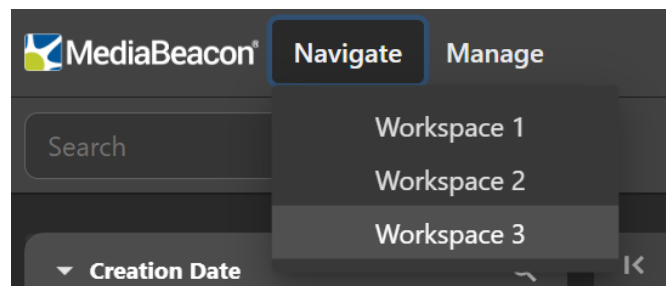 MediaBeacon®
Navigate
Manage
Search
Workspace 1
Workspace 2
Workspace 3
Creation Date